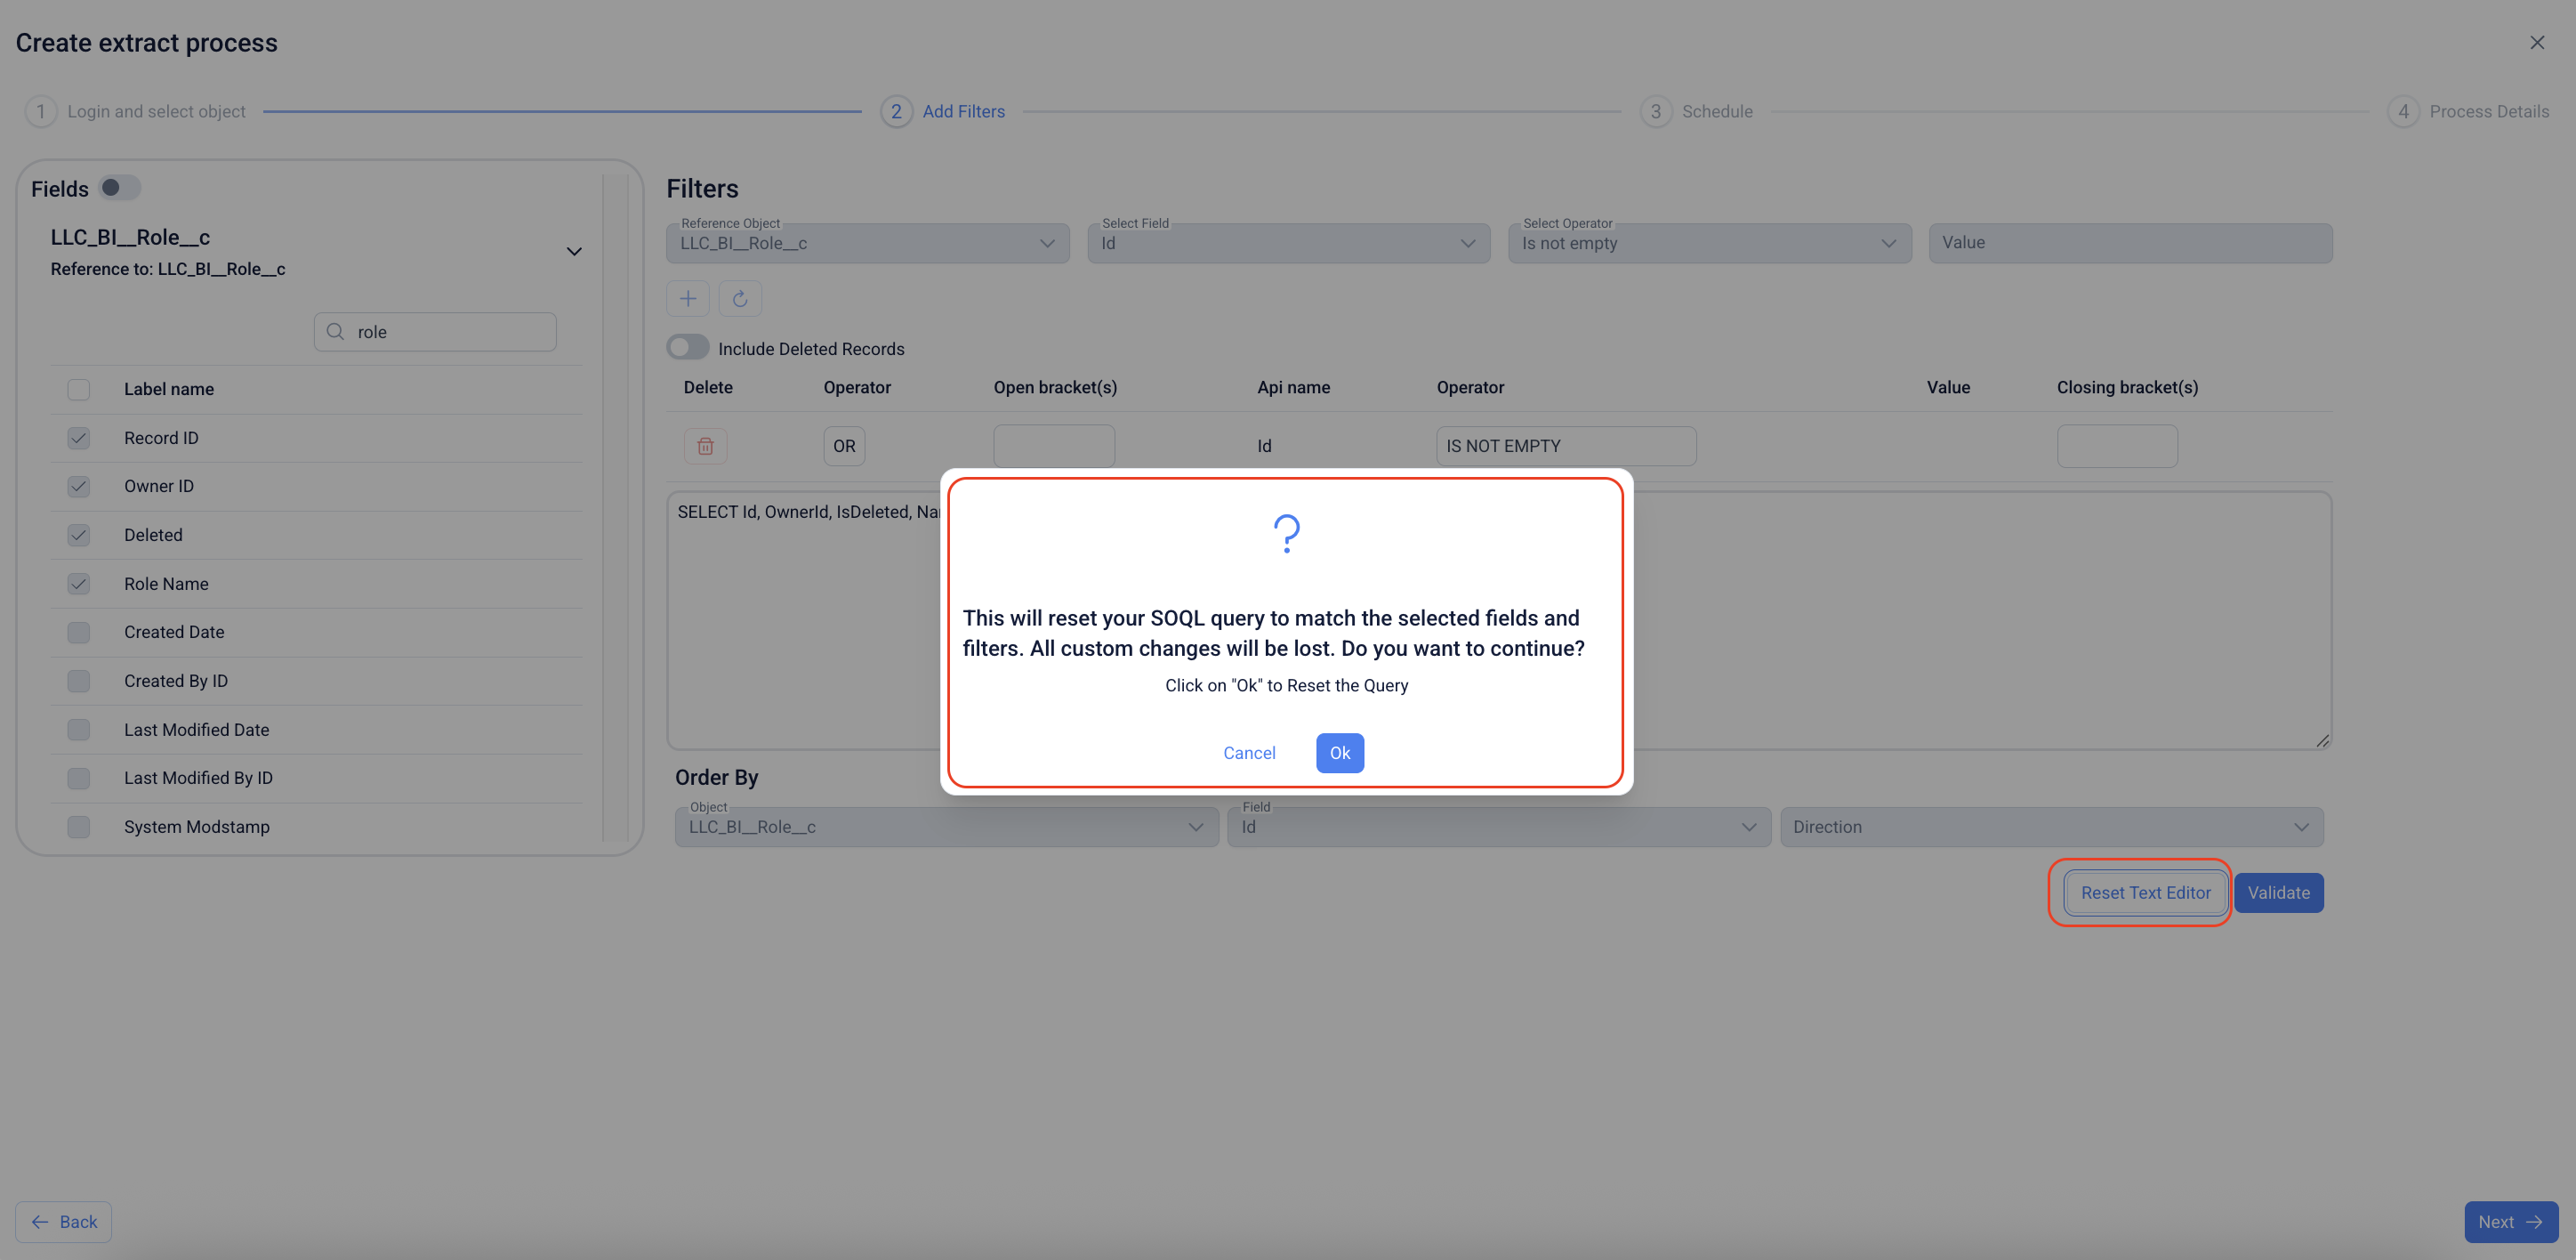 Create extract process
1 Login and select object
2 Add Filters
3 Schedule
4 Process Details
Fields
LLC_BI__Role__c
Reference to: LLC_BI__Role__c
role
Label name
Record ID
Owner ID
Deleted
Role Name
Created Date
Created By ID
Last Modified Date
Last Modified By ID
System Modstamp
Filters
Reference Object
LLC_BI__Role__c
Select Field
Id
Select Operator
Is not empty
Value
Include Deleted Records
Delete Operator Open bracket(s) Api name Operator Value Closing bracket(s)
OR Id IS NOT EMPTY
SELECT Id, OwnerId, IsDeleted,
?
This will reset your SOQL query to match the selected fields and
filters. All custom changes will be lost. Do you want to continue?
Click on "Ok" to Reset the Query
Cancel Ok
Order By
Object
LLC_BI__Role__c
Field
Id
Direction
Reset Text Editor Validate
Back
Next